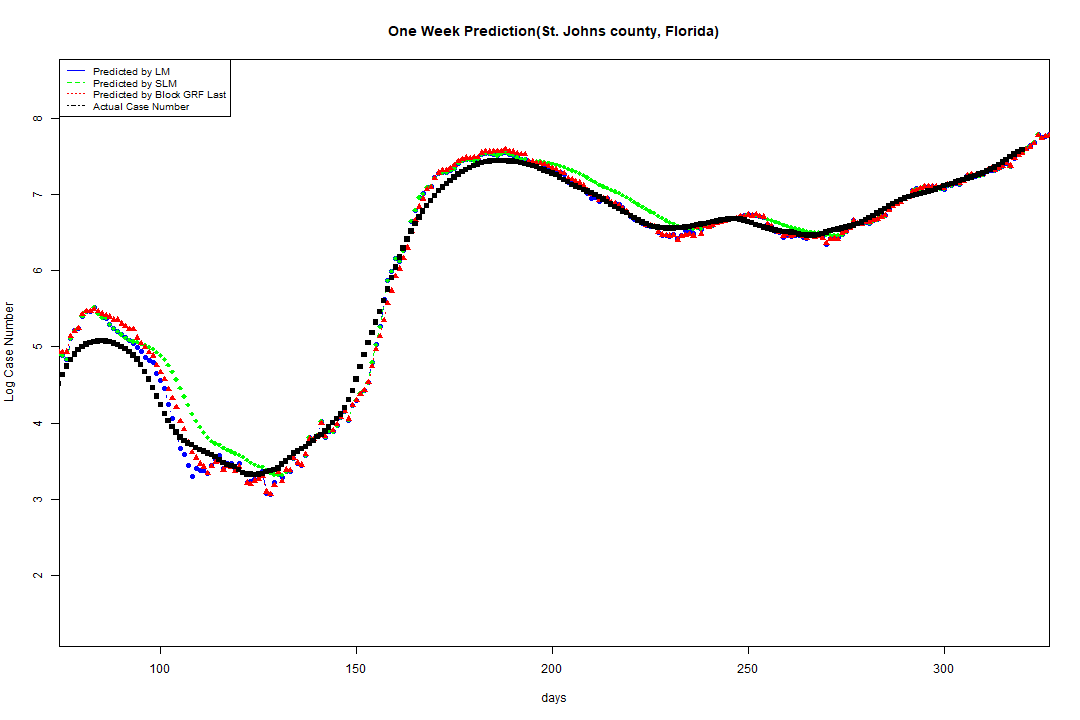 One Week Prediction(St. Johns county, Florida)
Predicted by LM
Predicted by SLM
Predicted by Block GRF Last
Actual Case Number
8
7
6
5
4
3
2
Log Case Number
100 150 200 250 300
days